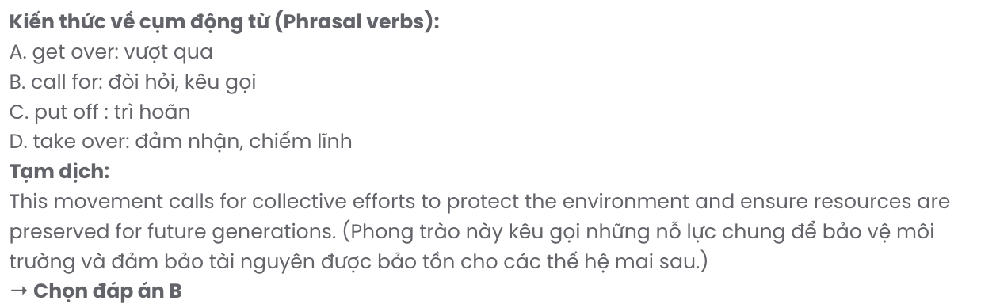 Kiến thức về cụm động từ (Phrasal verbs):
A. get over: vượt qua
B. call for: đòi hỏi, kêu gọi
C. put off : trì hoãn
D. take over: đảm nhận, chiếm lĩnh
Tạm dịch:
This movement calls for collective efforts to protect the environment and ensure resources are
preserved for future generations. (Phong trào này kêu gọi những nỗ lực chung để bảo vệ môi
trường và đảm bảo tài nguyên được bảo tồn cho các thế hệ mai sau.)
→ Chọn đáp án B